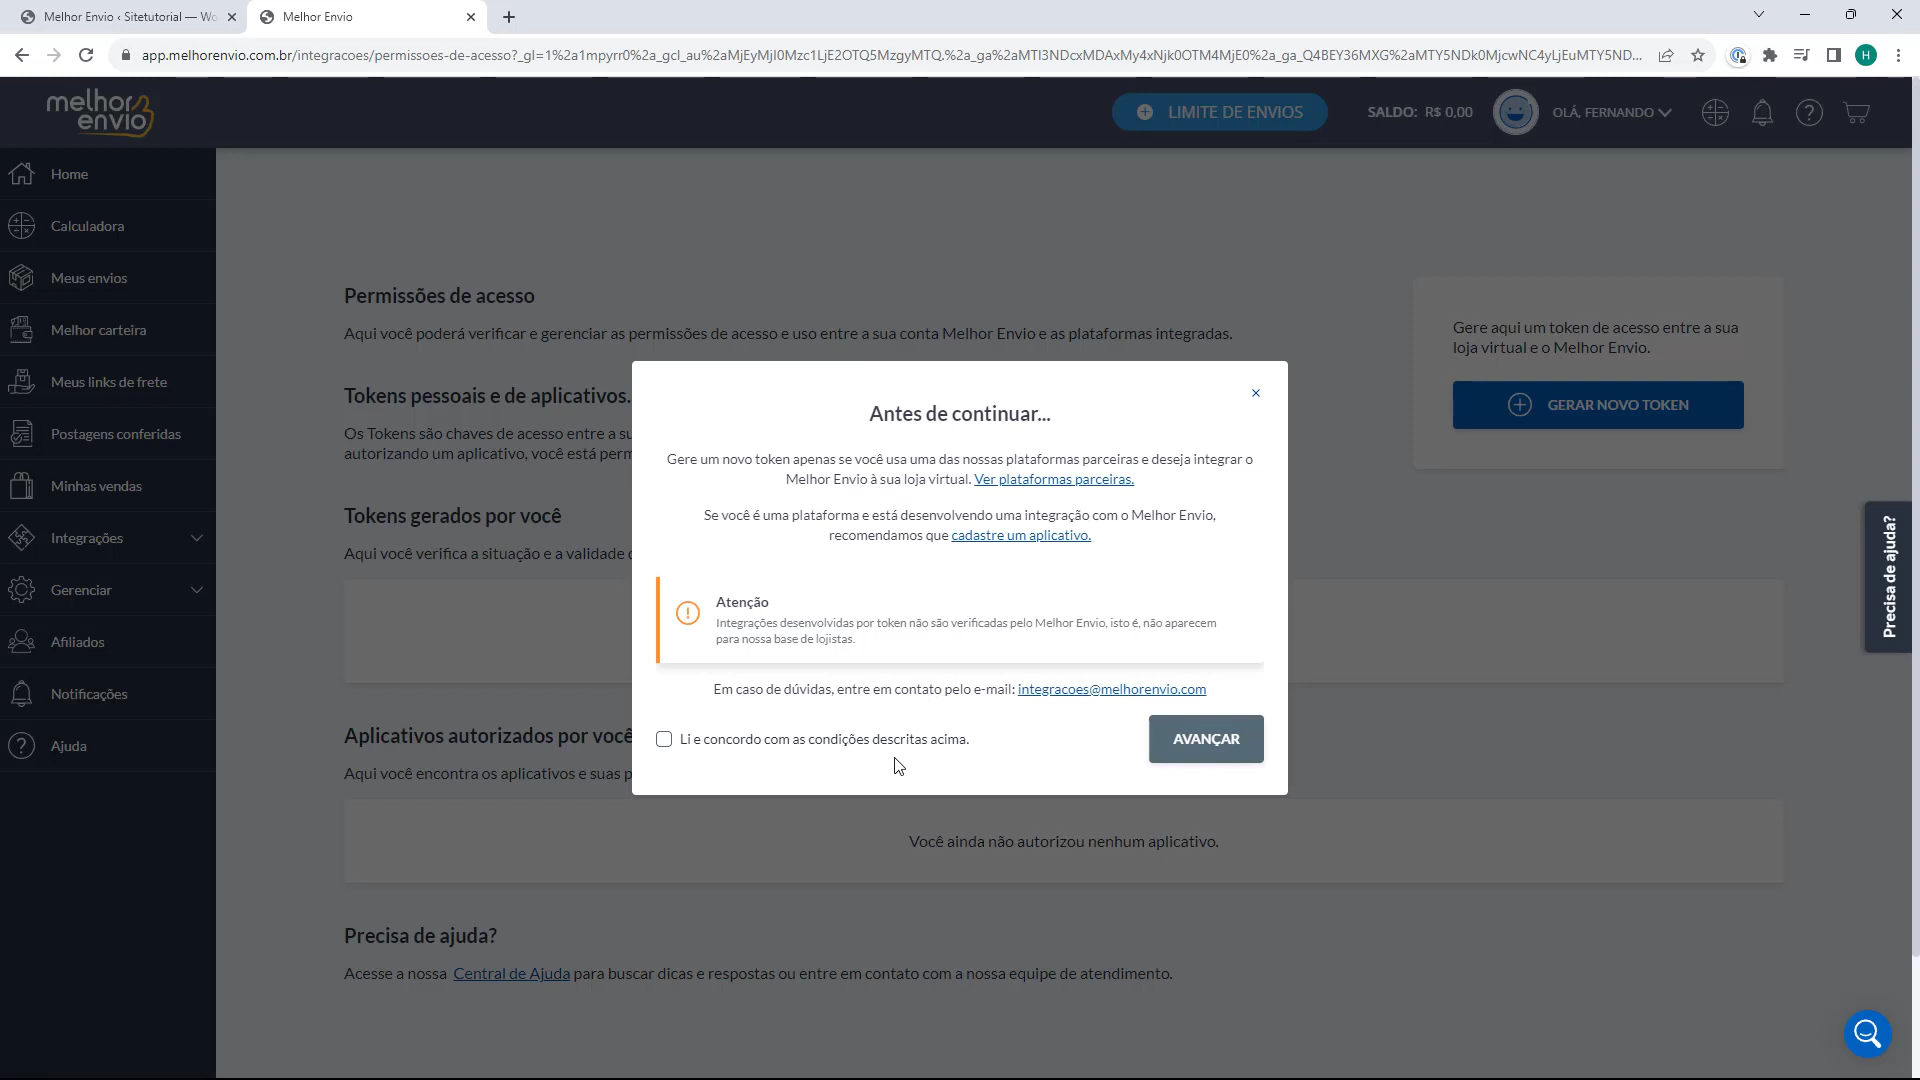 Melhor Envio ‹ Sitetutorial — Wo
Melhor Envio
app.melhorenvio.com.br/integracoes/permissoes-de-acesso?_gl=1%2a1mpyrr0%2a_gcl_au%2aMjEyMjI0Mzc1LjE2OTQ5MzgyMTQ.%2a_ga%2aMTI3NDcxMDAxMy4xNjk0OTM4MjE0%2a_ga_Q4BEY36MXG%2aMTY5NDk0MjcwNC4yLjEuMTY5ND...
H
melhor envio
LIMITE DE ENVIOS
SALDO: R$ 0,00
OLÁ, FERNANDO
Home
Calculadora
Meus envios
Melhor carteira
Meus links de frete
Postagens conferidas
Minhas vendas
Integrações
Gerenciar
Afiliados
Notificações
Ajuda
Permissões de acesso
Aqui você poderá verificar e gerenciar as permissões de acesso e uso entre a sua conta Melhor Envio e as plataformas integradas.
Gere aqui um token de acesso entre a sua
loja virtual e o Melhor Envio.
GERAR NOVO TOKEN
Tokens pessoais e de aplicativos.
Os Tokens são chaves de acesso entre a su
autorizando um aplicativo, você está perm
Tokens gerados por você
Aqui você verifica a situação e a validade d
Antes de continuar...
Gere um novo token apenas se você usa uma das nossas plataformas parceiras e deseja integrar o
Melhor Envio à sua loja virtual. Ver plataformas parceiras.
Se você é uma plataforma e está desenvolvendo uma integração com o Melhor Envio,
recomendamos que cadastre um aplicativo.
Atenção
Integrações desenvolvidas por token não são verificadas pelo Melhor Envio, isto é, não aparecem
para nossa base de lojistas.
Em caso de dúvidas, entre em contato pelo e-mail: integracoes@melhorenvio.com
Li e concordo com as condições descritas acima.
AVANÇAR
Precisa de ajuda?
Aplicativos autorizados por você
Aqui você encontra os aplicativos e suas p
Você ainda não autorizou nenhum aplicativo.
Precisa de ajuda?
Acesse a nossa Central de Ajuda para buscar dicas e respostas ou entre em contato com a nossa equipe de atendimento.